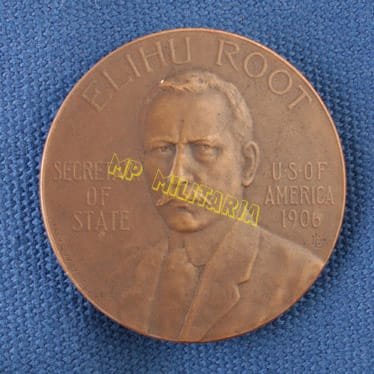 ELIHU ROOT
SECRETARY
OF
STATE
U·S·OF
AMERICA
1906
MP MILITARIA